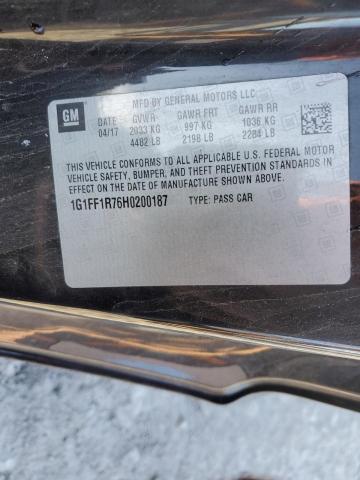 GM
MFD BY GENERAL MOTORS LLC
04/17
GVWR GAWR FRT GAWR RR
2033 KG 997 KG 1036 KG
4482 LB 2198 LB 2284 LB
THIS VEHICLE CONFORMS TO ALL APPLICABLE U.S. FEDERAL MOTOR
VEHICLE SAFETY, BUMPER, AND THEFT PREVENTION STANDARDS IN
EFFECT ON THE DATE OF MANUFACTURE SHOWN ABOVE.
1G1FF1R76H0200187 TYPE: PASS CAR